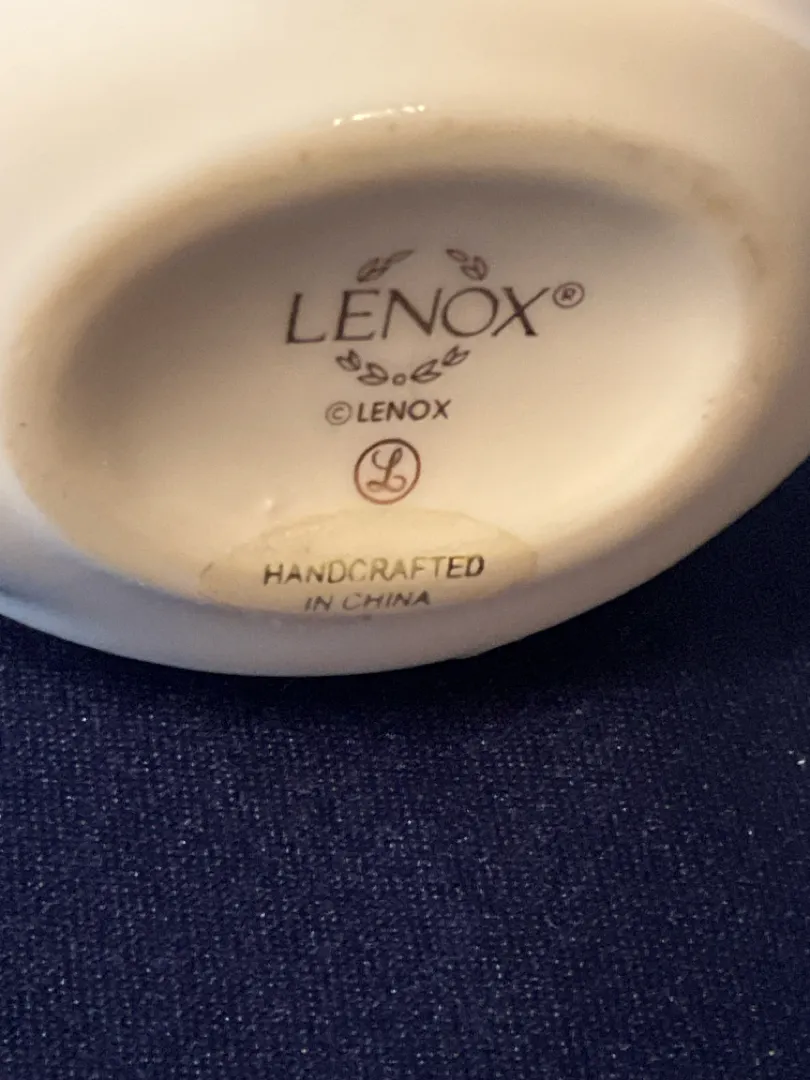 LENOX®
©LENOX
L
HANDCRAFTED
IN CHINA